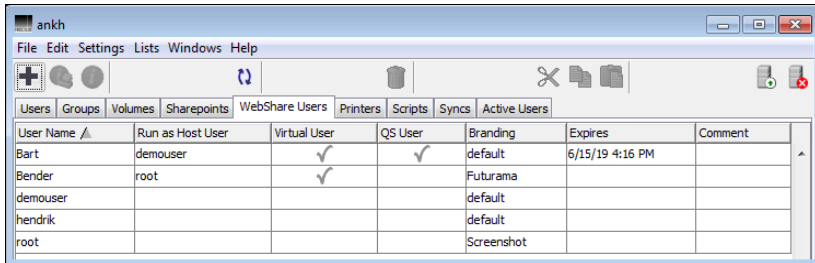 ankh
File Edit Settings Lists Windows Help
Users Groups Volumes Sharepoints WebShare Users Printers Scripts Syncs Active Users
User Name Run as Host User Virtual User QS User Branding Expires Comment
Bart demouser default 6/15/19 4:16 PM
Bender root Futurama
demouser default
hendrik default
root Screenshot